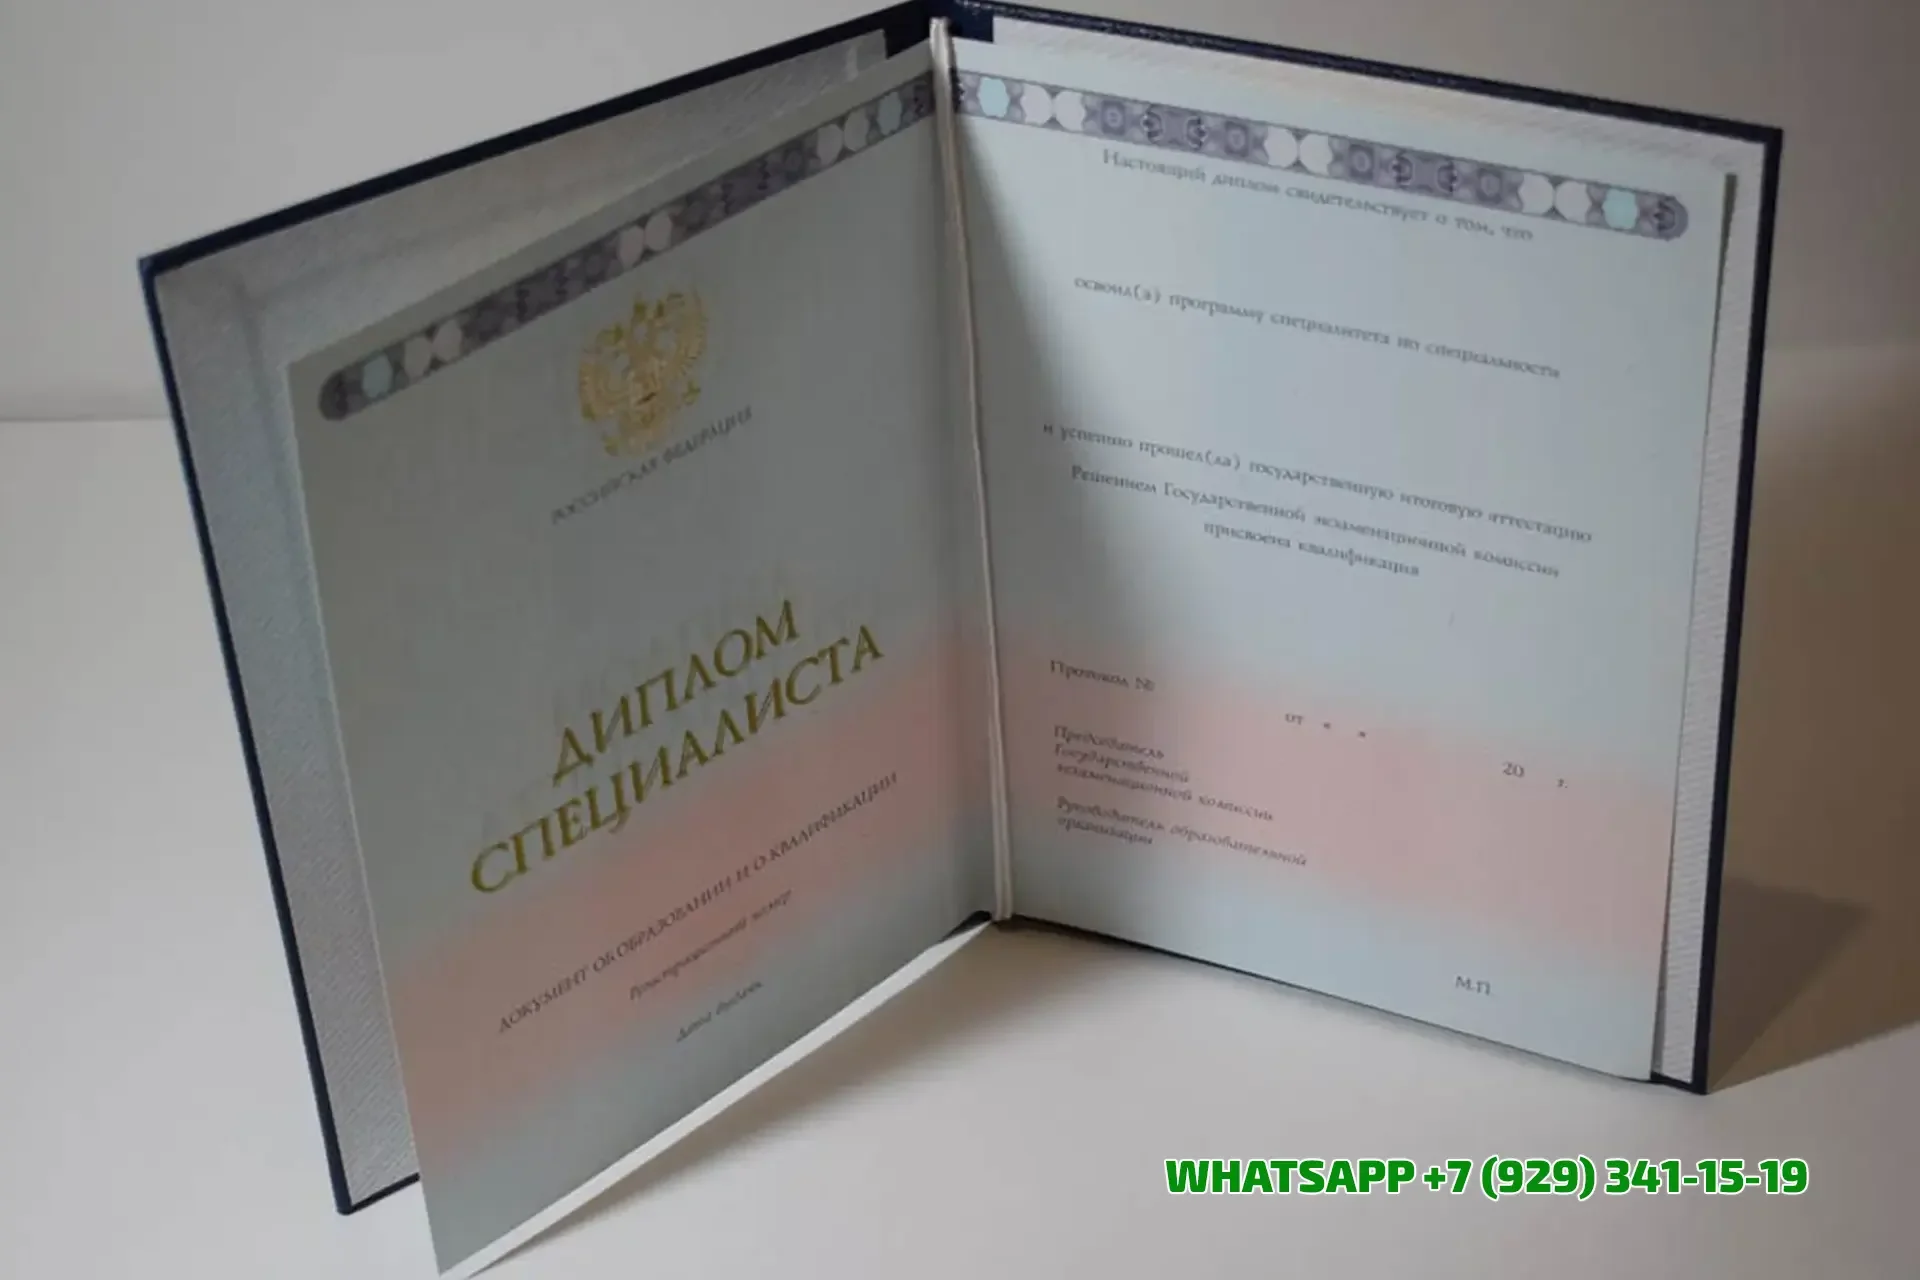 РОССИЙСКАЯ ФЕДЕРАЦИЯ
ДИПЛОМ
СПЕЦИАЛИСТА
ДОКУМЕНТ ОБ ОБРАЗОВАНИИ И О КВАЛИФИКАЦИИ
Регистрационный номер
Дата выдачи
Настоящий диплом свидетельствует о том, что
освоил(а) программу специалитета по специальности
и успешно прошел(ла) государственную итоговую аттестацию
Решением Государственной экзаменационной комиссии
присвоена квалификация
Протокол №
от « »
20 г.
Председатель
Государственной
экзаменационной комиссии
Руководитель образовательной
организации
М.П.
WHATSAPP +7 (929) 341-15-19